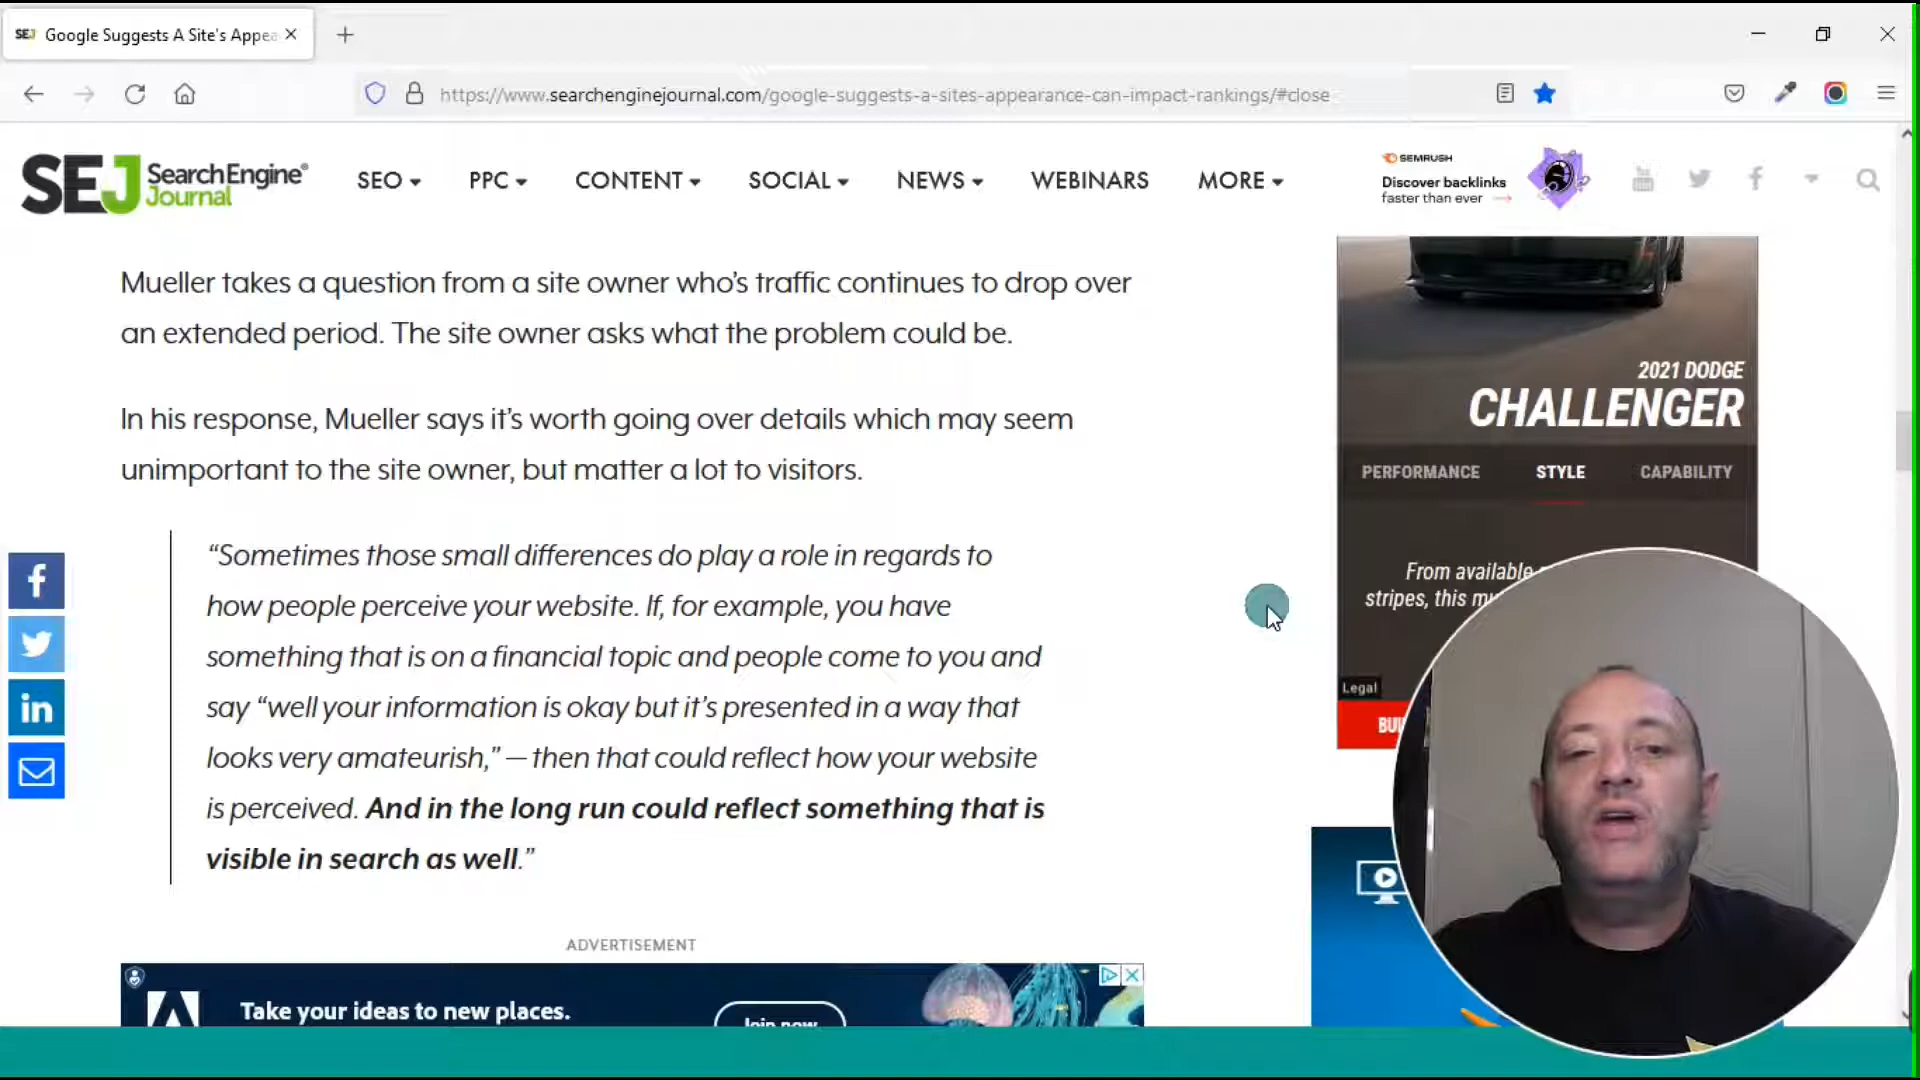 SEJ Google Suggests A Site's Appea
https://www.searchenginejournal.com/google-suggests-a-sites-appearance-can-impact-rankings/#close
SEJ SearchEngine® Journal
SEO PPC CONTENT SOCIAL NEWS WEBINARS MORE
SEMRUSH
Discover backlinks
faster than ever
You
Mueller takes a question from a site owner who's traffic continues to drop over
an extended period. The site owner asks what the problem could be.
In his response, Mueller says it's worth going over details which may seem
unimportant to the site owner, but matter a lot to visitors.
“Sometimes those small differences do play a role in regards to
how people perceive your website. If, for example, you have
something that is on a financial topic and people come to you and
say “well your information is okay but it's presented in a way that
looks very amateurish,” — then that could reflect how your website
is perceived. And in the long run could reflect something that is
visible in search as well.”
ADVERTISEMENT
Take your ideas to new places.
Join now
2021 DODGE
CHALLENGER
PERFORMANCE STYLE CAPABILITY
From available
stripes, this mu
Legal
BUI